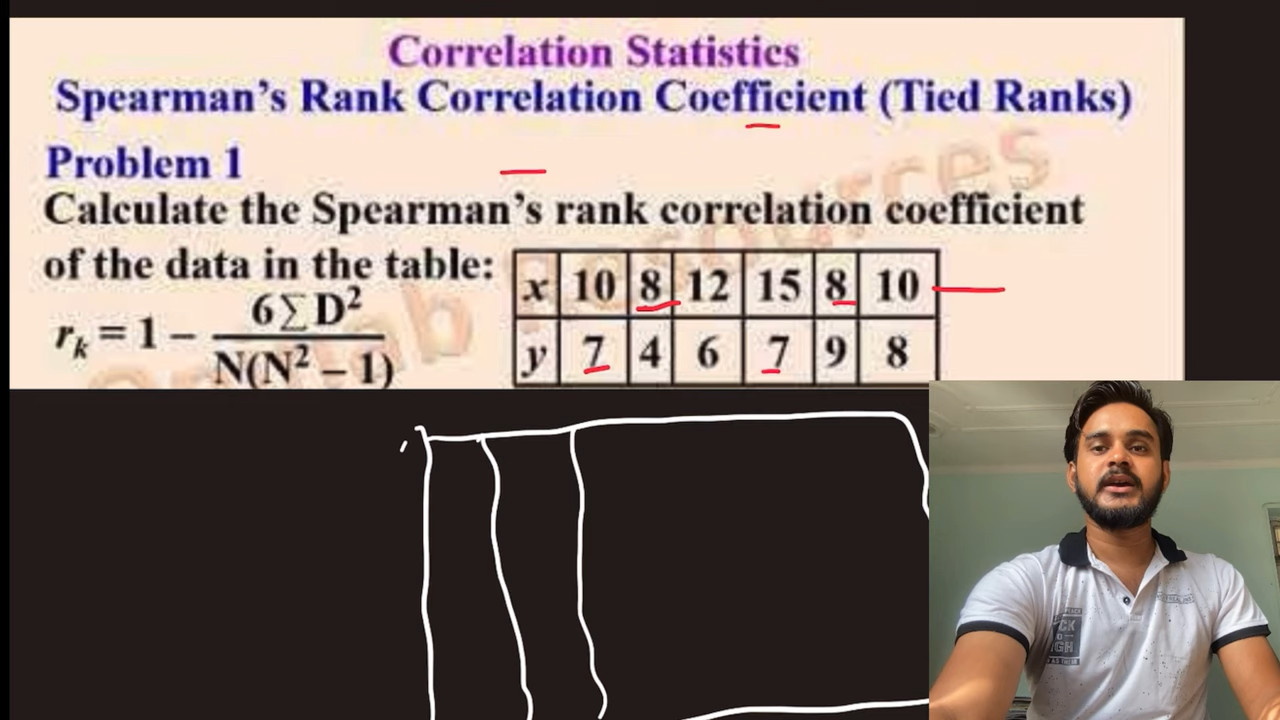 Correlation Statistics
Spearman's Rank Correlation Coefficient (Tied Ranks)
Problem 1
Calculate the Spearman's rank correlation coefficient
of the data in the table:
x 10 8 12 15 8 10
y 7 4 6 7 9 8
rₖ = 1 − 6∑D² / N(N² − 1)